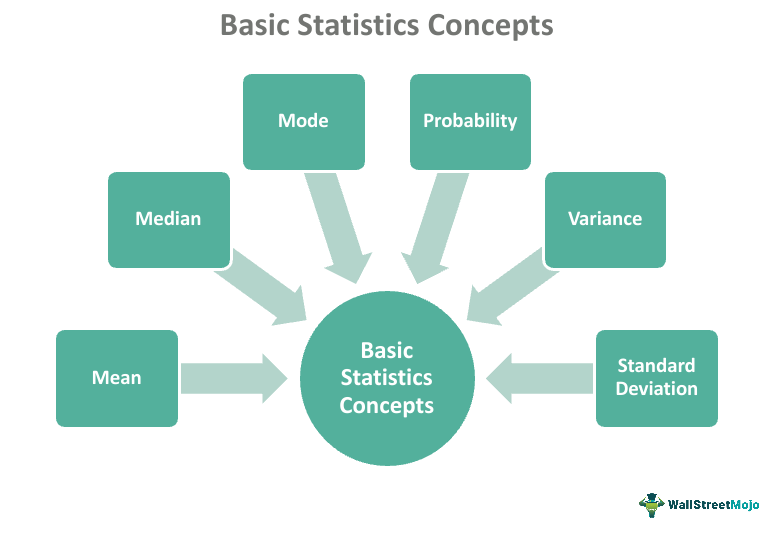 Basic Statistics Concepts
Mode
Probability
Median
Variance
Mean
Basic
Statistics
Concepts
Standard
Deviation
WallStreetMojo